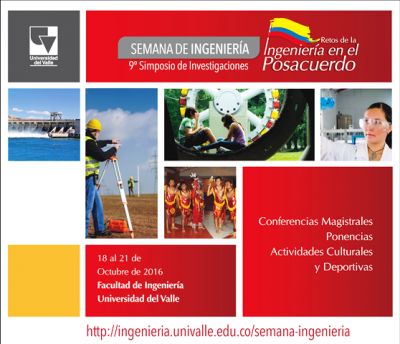 Universidad
del Valle
SEMANA DE INGENIERÍA
9º Simposio de Investigaciones
Retos de la
Ingeniería en el
Posacuerdo
Conferencias Magistrales
Ponencias
Actividades Culturales
y Deportivas
18 al 21 de
Octubre de 2016
Facultad de Ingeniería
Universidad del Valle
http://ingenieria.univalle.edu.co/semana-ingenieria